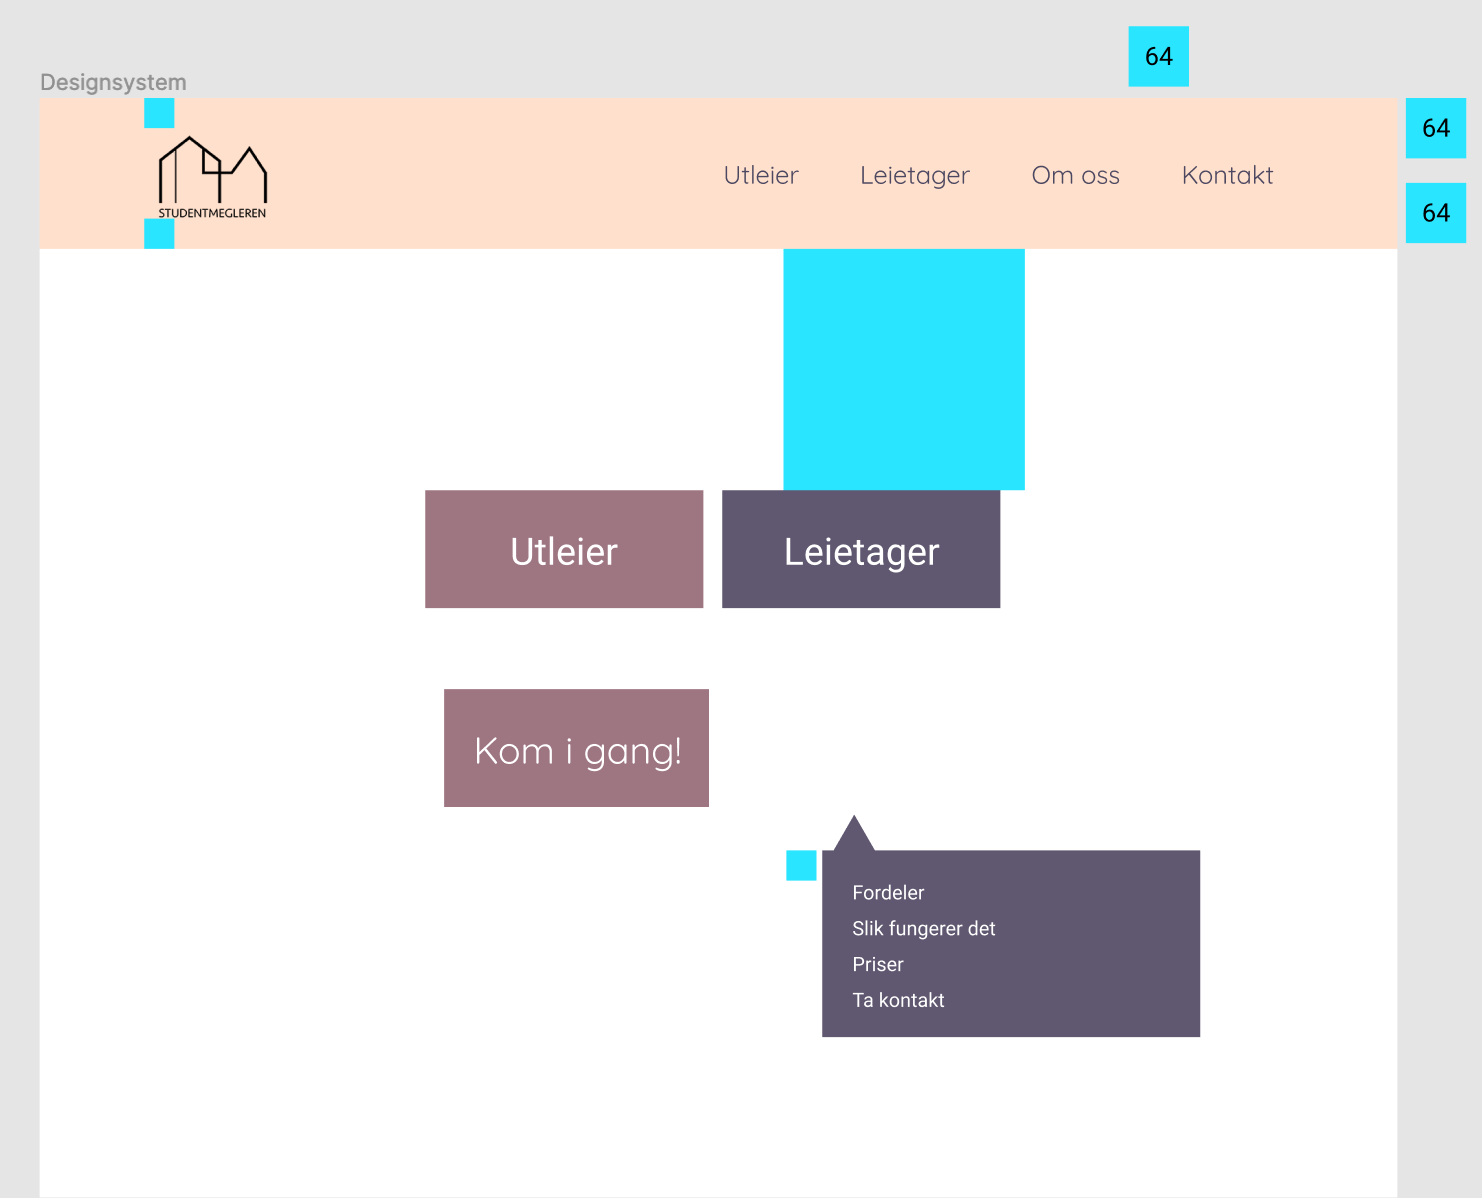 64
Designsystem
64
STUDENTMEGLEREN
Utleier Leietager Om oss Kontakt
64
Utleier Leietager
Kom i gang!
Fordeler
Slik fungerer det
Priser
Ta kontakt